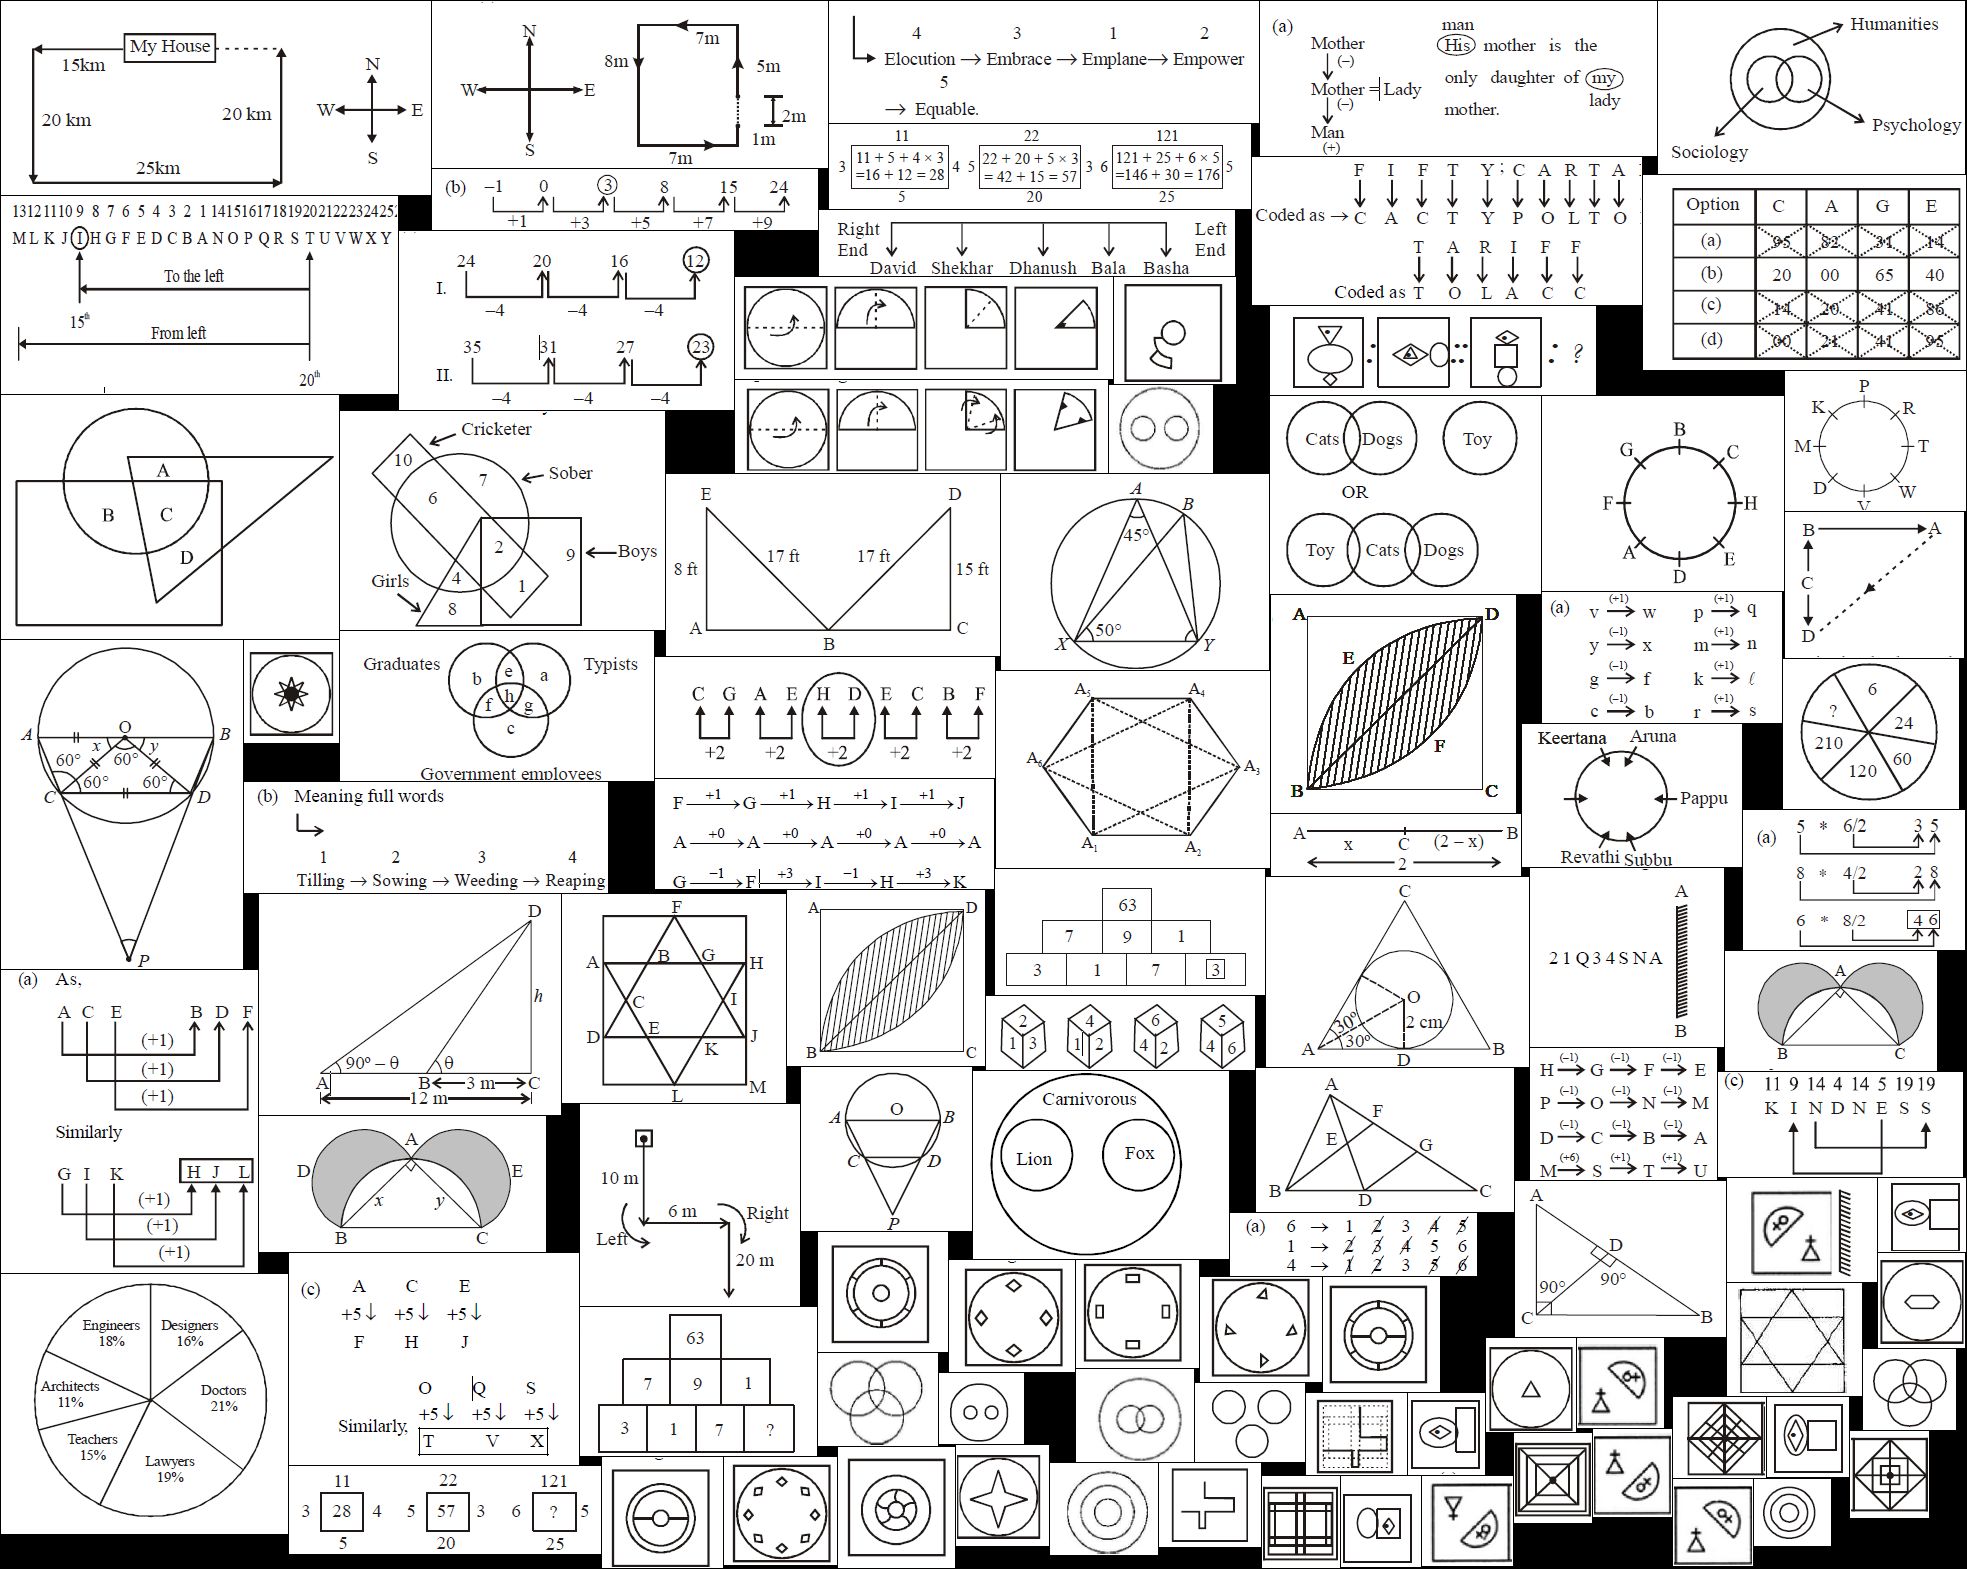 My House
15km
20 km
20 km
25km
N
W
E
S
N
W
E
S
7m
8m
5m
2m
1m
7m
4 3 1 2
Elocution → Embrace → Emplane→ Empower
5
→ Equable.
(a)
Mother
(–)
Mother = Lady
(–)
Man
(+)
man
His mother is the
only daughter of my
lady
mother.
Humanities
Psychology
Sociology
11 22 121
3 11 + 5 + 4 × 3 =16 + 12 = 28 4
5 22 + 20 + 5 × 3 = 42 + 15 = 57 3
6 121 + 25 + 6 × 5 =146 + 30 = 176 5
5 20 25
(b) –1 0 3 8 15 24
+1 +3 +5 +7 +9
F I F T Y ; C A R T A
Coded as → C A C T Y P O L T O
T A R I F F
Coded as T O L A C C
Option C A G E
(a) 95 82 31 14
(b) 20 00 65 40
(c) 14 20 41 86
(d) 00 21 41 95
13 12 11 10 9 8 7 6 5 4 3 2 1 14 15 16 17 18 19 20 21 22 23 24 25
M L K J I H G F E D C B A N O P Q R S T U V W X Y
To the left
15th
From left
20th
24 20 16 12
I.
–4 –4 –4
35 31 27 23
II.
–4 –4 –4
Right End
Left End
David Shekhar Dhanush Bala Basha
: :: : ?
A
B
C
D
Cricketer
10
7
Sober
6
2
9
Boys
Girls
4
1
8
E D
8 ft 17 ft 17 ft 15 ft
A B C
A
B
45°
50°
X
Y
Cats Dogs Toy
OR
Toy Cats Dogs
B
G C
F H
A E
D
P
K R
M T
D W
V
B A
C
D
O
A B
x y
60° 60°
60° 60°
C D
P
Graduates
Typists
b e a
h
f g
c
Government employees
C G A E H D E C B F
+2 +2 +2 +2 +2
A5 A4
A6 A3
A1 A2
A D
E
F
B C
(a) v (+1) w p (+1) q
y (–1) x m (+1) n
g (–1) f k (+1) ℓ
c (–1) b r (+1) s
6
?
24
210
60
120
Keertana Aruna
Pappu
Revathi Subbu
(b) Meaning full words
1 2 3 4
Tilling → Sowing → Weeding → Reaping
F +1 G +1 H +1 I +1 J
A +0 A +0 A +0 A +0 A
G –1 F +3 I –1 H +3 K
A C B
x (2 – x)
2
(a) 5 * 6/2 3 5
8 * 4/2 2 8
6 * 8/2 4 6
(a) As,
A C E B D F
(+1)
(+1)
(+1)
Similarly
G I K H J L
(+1)
(+1)
(+1)
D
h
90º – θ θ
A B 3 m C
12 m
F
A B G H
C I
D E K J
L M
A D
B C
63
7 9 1
3 1 7 3
2 1 3
4 1 2
6 4 2
5 4 6
C
O
30º
30º
2 cm
A D B
A
2 1 Q 3 4 S N A
B
A
B C
H (–1) G (–1) F (–1) E
P (–1) O (–1) N (–1) M
D (–1) C (–1) B (–1) A
M (+6) S (+1) T (+1) U
(c) 11 9 14 4 14 5 19 19
K I N D N E S S
A
D E
x y
B C
10 m
6 m
Left
Right
20 m
A O B
C D
P
Carnivorous
Lion Fox
A
F
E G
B D C
(a) 6 → 1 2 3 4 5
1 → 2 3 4 5 6
4 → 1 2 3 5 6
A
D
90° 90°
C B
Engineers 18%
Designers 16%
Architects 11%
Doctors 21%
Teachers 15%
Lawyers 19%
(c) A C E
+5↓ +5↓ +5↓
F H J
O Q S
Similarly, +5↓ +5↓ +5↓
T V X
63
7 9 1
3 1 7 ?
11 22 121
3 28 4 5 57 3 6 ? 5
5 20 25